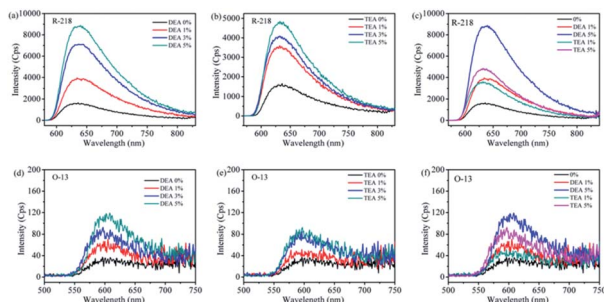 (a)
R-218
DEA 0%
DEA 1%
DEA 3%
DEA 5%
10000
8000
6000
4000
2000
0
Intensity (Cps)
600 650 700 750 800
Wavelength (nm)
(b)
R-218
TEA 0%
TEA 1%
TEA 3%
TEA 5%
5000
4000
3000
2000
1000
0
Intensity (Cps)
600 650 700 750 800
Wavelength (nm)
(c)
R-218
0%
DEA 1%
DEA 5%
TEA 1%
TEA 5%
10000
8000
6000
4000
2000
0
Intensity (Cps)
600 650 700 750 800
Wavelength (nm)
(d)
O-13
DEA 0%
DEA 1%
DEA 3%
DEA 5%
200
160
120
80
40
0
Intensity (Cps)
500 550 600 650 700 750
Wavelength (nm)
(e)
O-13
TEA 0%
TEA 1%
TEA 3%
TEA 5%
200
160
120
80
40
0
Intensity (Cps)
500 550 600 650 700 750
Wavelength (nm)
(f)
O-13
0%
DEA 1%
DEA 5%
TEA 1%
TEA 5%
200
160
120
80
40
0
Intensity (Cps)
500 550 600 650 700 750
Wavelength (nm)